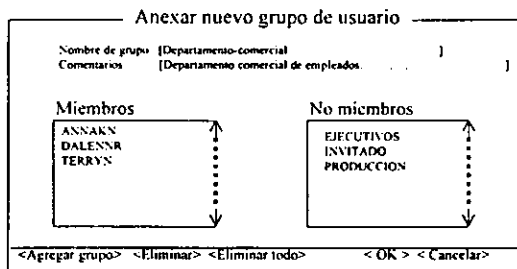 Anexar nuevo grupo de usuario
Nombre de grupo [Departamento-comercial ]
Comentarios [Departamento comercial de empleados. . . ]
Miembros
ANNAKN
DALENNR
TERRYN
No miembros
EJECUTIVOS
INVITADO
PRODUCCION
<Agregar grupo> <Eliminar> <Eliminar todo> < OK > < Cancelar>